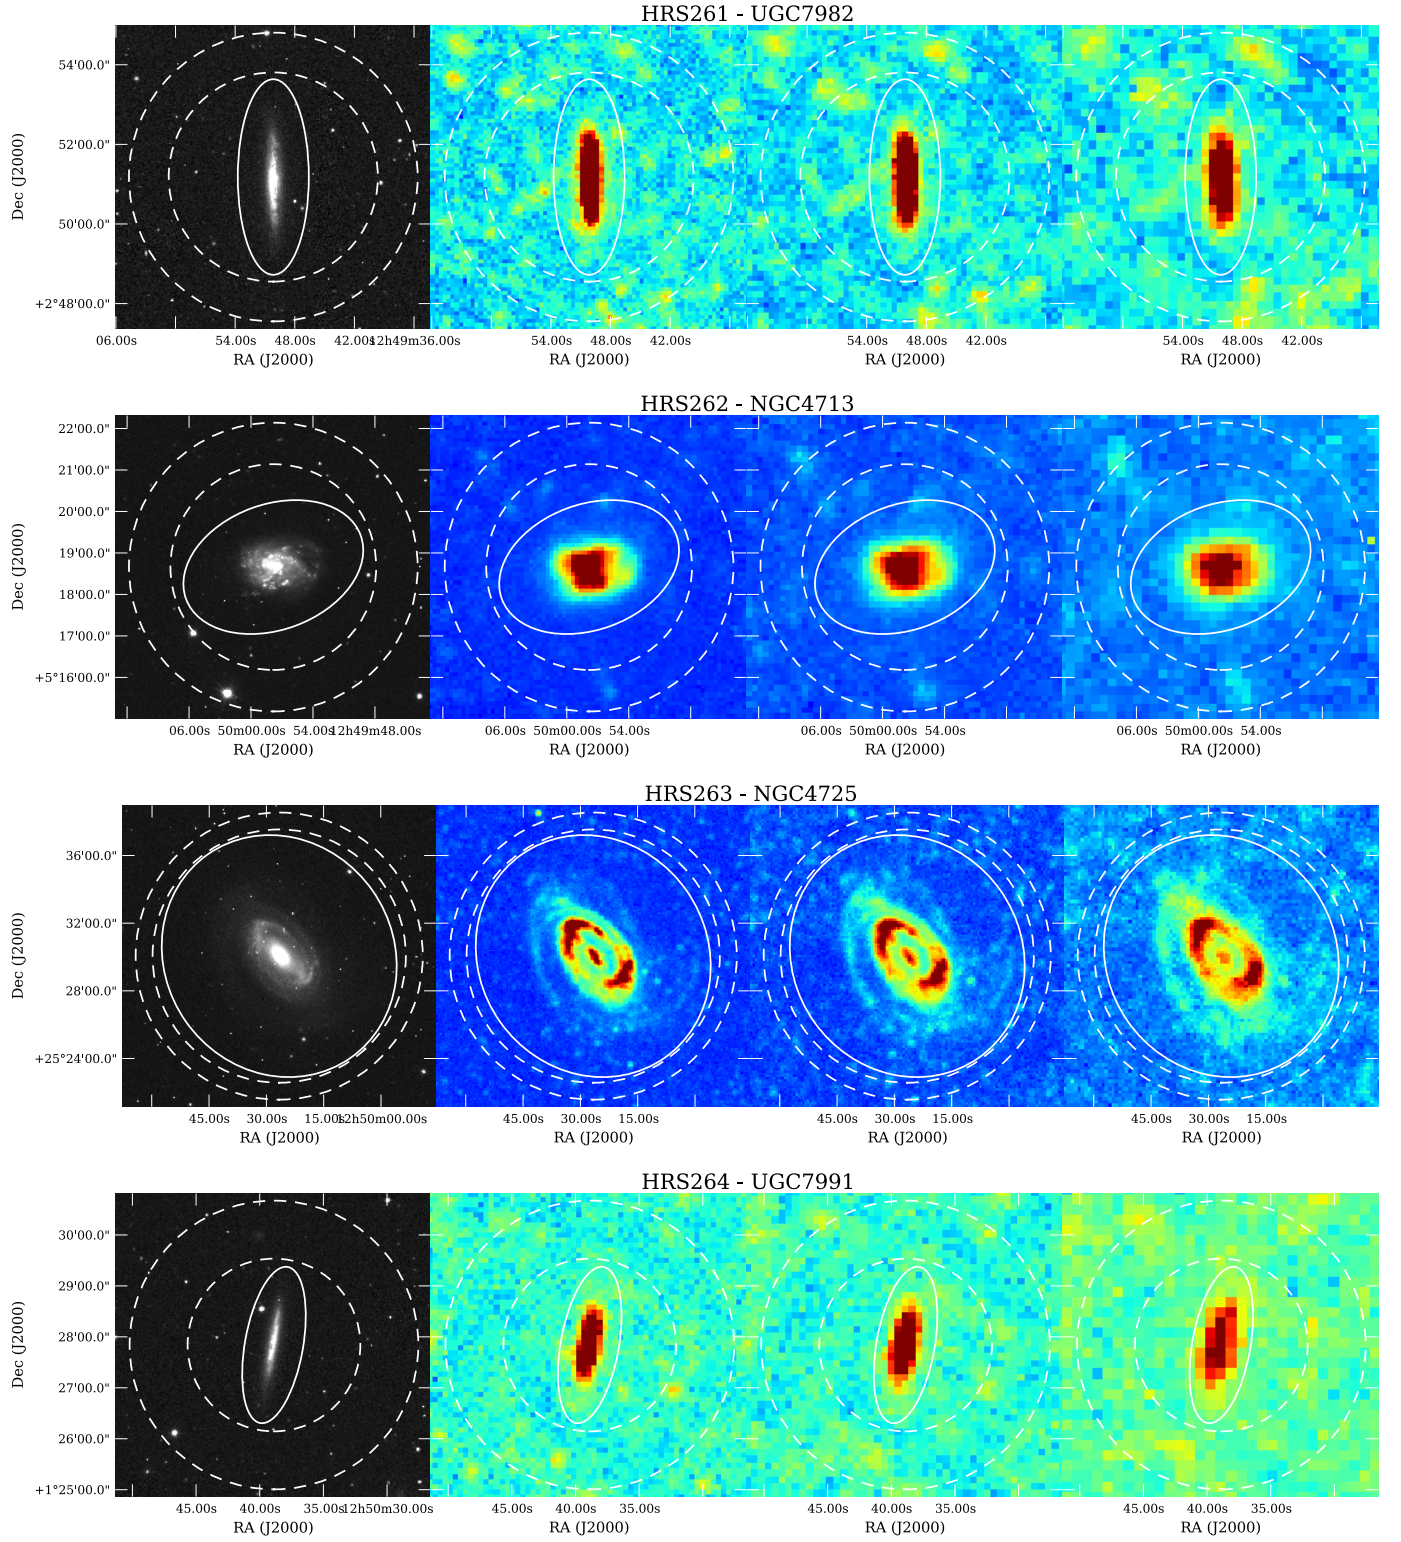 HRS261 - UGC7982
54'00.0"
52'00.0"
50'00.0"
+2°48'00.0"
Dec (J2000)
06.00s 54.00s 48.00s 42.00s 12h49m36.00s 54.00s 48.00s 42.00s 54.00s 48.00s 42.00s 54.00s 48.00s 42.00s
RA (J2000) RA (J2000) RA (J2000) RA (J2000)
HRS262 - NGC4713
22'00.0"
21'00.0"
20'00.0"
19'00.0"
18'00.0"
17'00.0"
+5°16'00.0"
Dec (J2000)
06.00s 50m00.00s 54.00s 12h49m48.00s 06.00s 50m00.00s 54.00s 06.00s 50m00.00s 54.00s 06.00s 50m00.00s 54.00s
RA (J2000) RA (J2000) RA (J2000) RA (J2000)
HRS263 - NGC4725
36'00.0"
32'00.0"
28'00.0"
+25°24'00.0"
Dec (J2000)
45.00s 30.00s 15.00s 12h50m00.00s 45.00s 30.00s 15.00s 45.00s 30.00s 15.00s 45.00s 30.00s 15.00s
RA (J2000) RA (J2000) RA (J2000) RA (J2000)
HRS264 - UGC7991
30'00.0"
29'00.0"
28'00.0"
27'00.0"
26'00.0"
+1°25'00.0"
Dec (J2000)
45.00s 40.00s 35.00s 12h50m30.00s 45.00s 40.00s 35.00s 45.00s 40.00s 35.00s 45.00s 40.00s 35.00s
RA (J2000) RA (J2000) RA (J2000) RA (J2000)